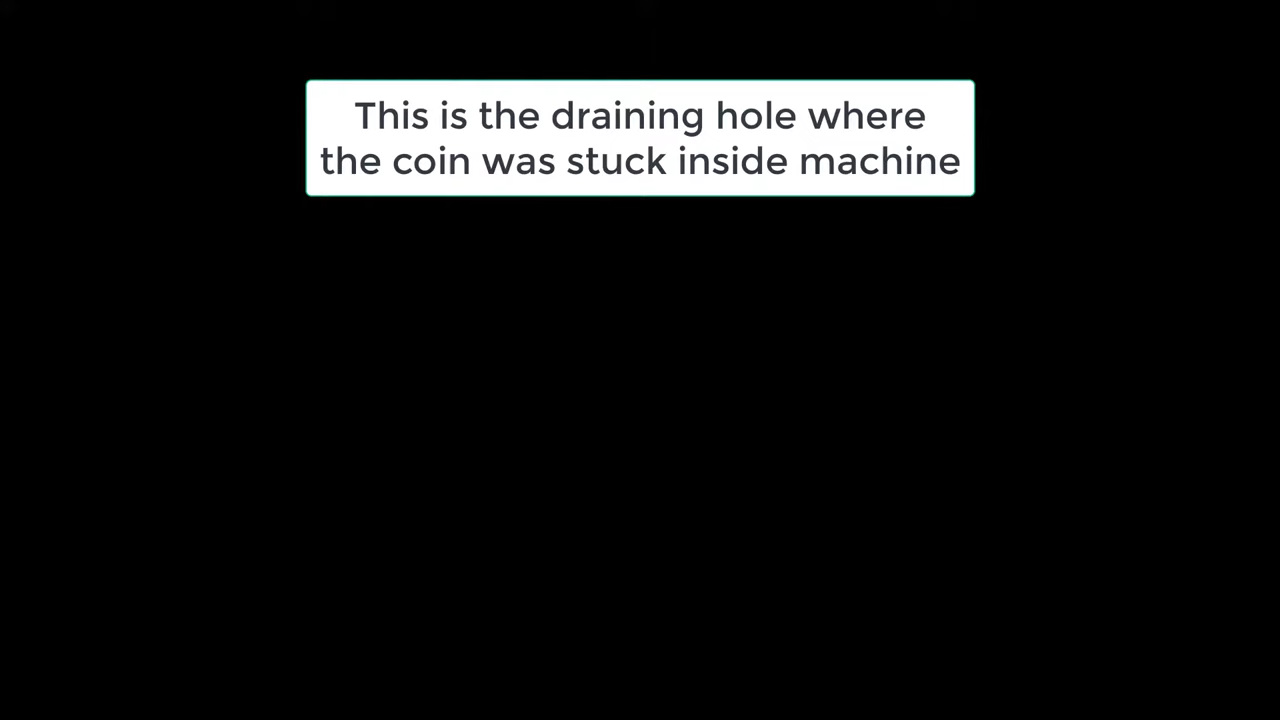 This is the draining hole where
the coin was stuck inside machine